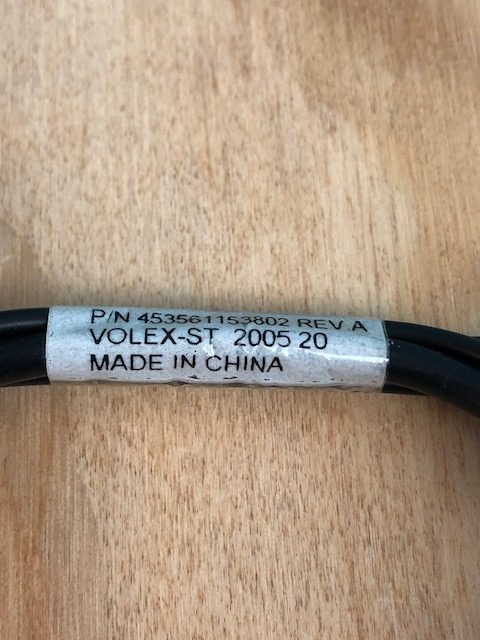 P/N 453561153802 REV A
VOLEX-ST 2005 20
MADE IN CHINA